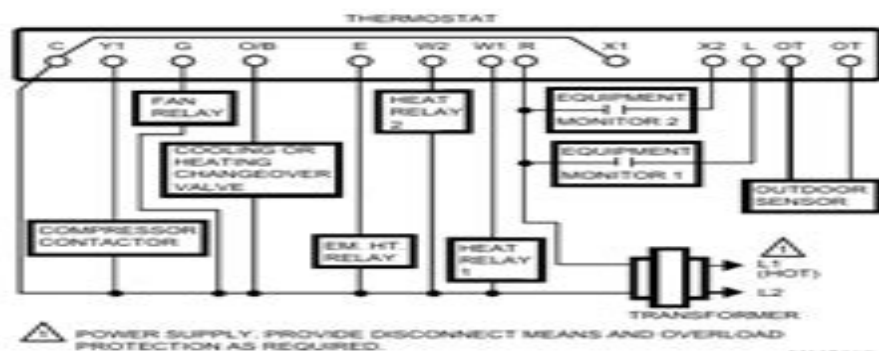 THERMOSTAT
C Y1 G O/B E W2 W1 R X1 X2 L OT OT
FAN
RELAY
HEAT
RELAY
2
EQUIPMENT
MONITOR 2
COOLING OR
HEATING
CHANGEOVER
VALVE
EQUIPMENT
MONITOR 1
OUTDOOR
SENSOR
COMPRESSOR
CONTACTOR
EM. HT
RELAY
HEAT
RELAY
1
1
L1
(HOT)
L2
TRANSFORMER
1 POWER SUPPLY. PROVIDE DISCONNECT MEANS AND OVERLOAD
PROTECTION AS REQUIRED.